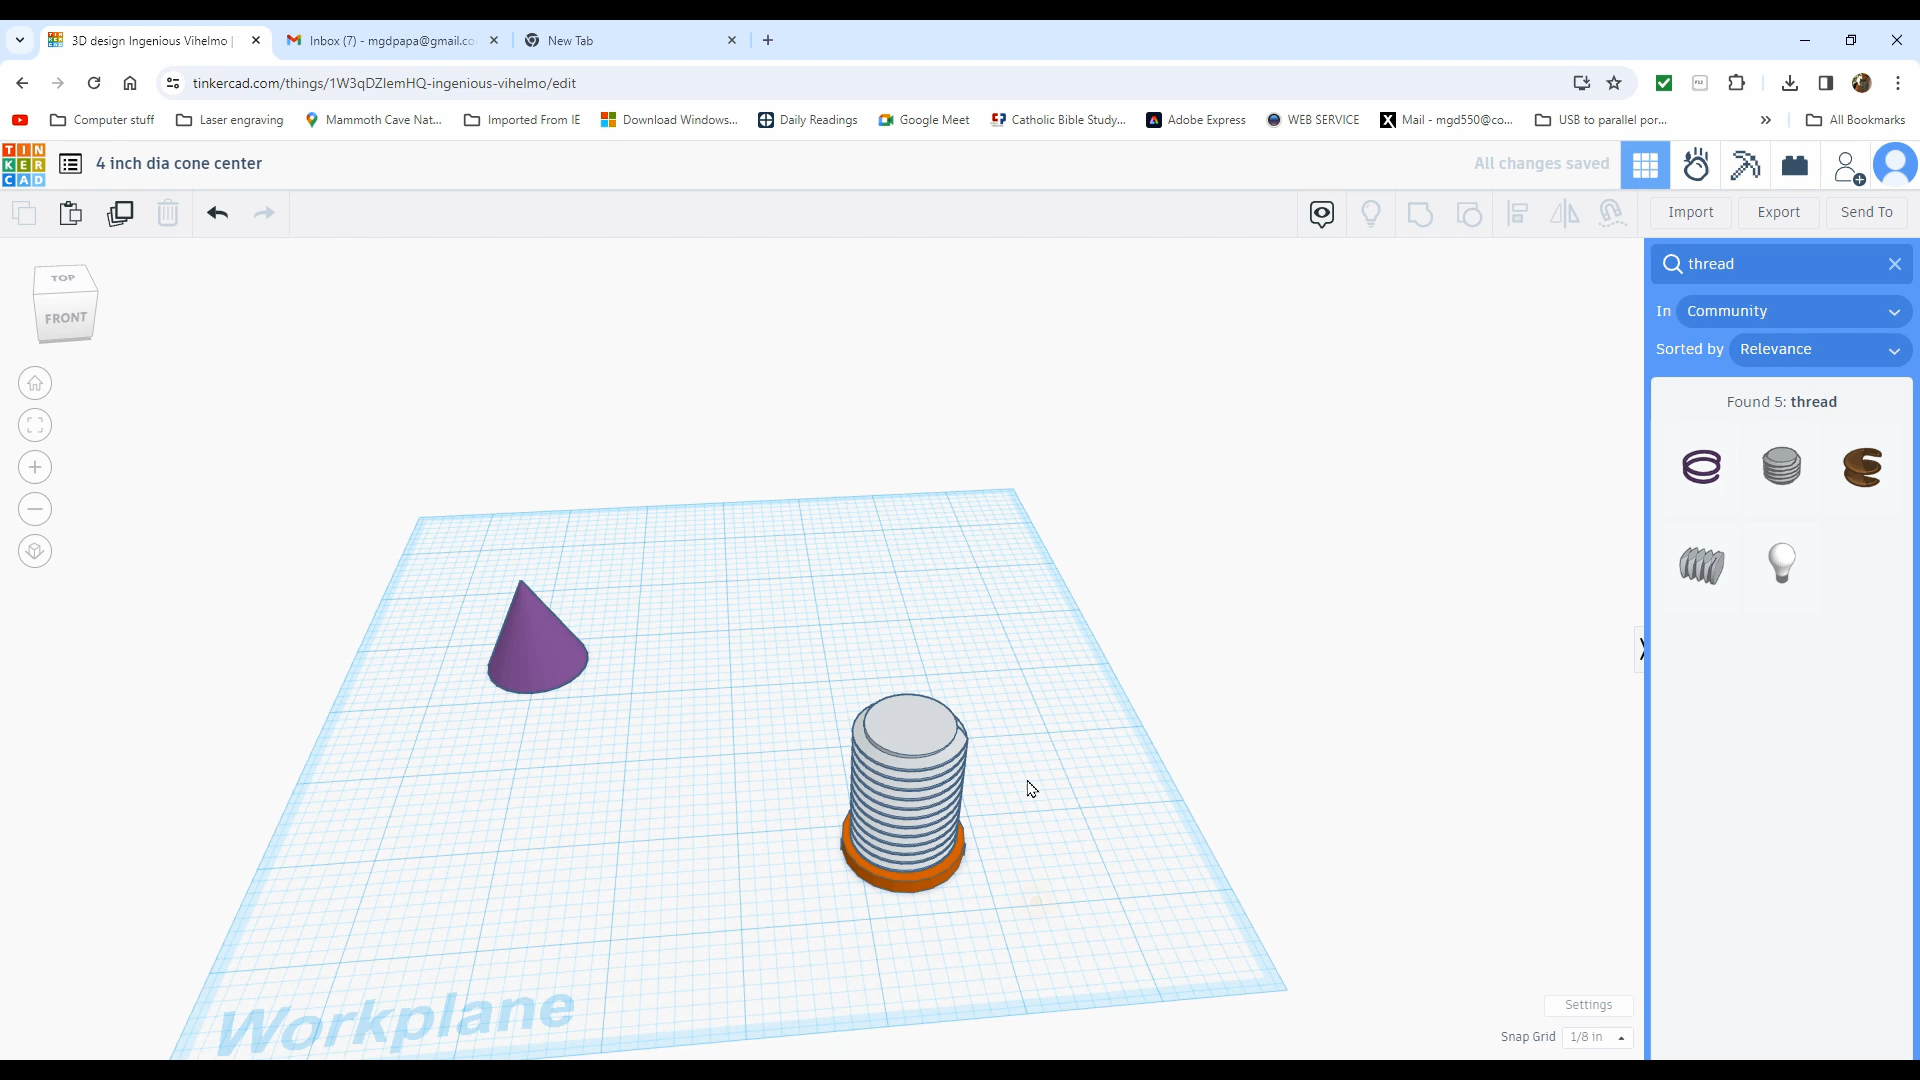 3D design Ingenious Vihelmo |
Inbox (7) - mgdpapa@gmail.co
New Tab
tinkercad.com/things/1W3qDZlemHQ-ingenious-vihelmo/edit
Computer stuff
Laser engraving
Mammoth Cave Nat...
Imported From IE
Download Windows...
Daily Readings
Google Meet
Catholic Bible Study...
Adobe Express
WEB SERVICE
Mail - mgd550@co...
USB to parallel por...
»
All Bookmarks
TIN
KER
CAD
4 inch dia cone center
All changes saved
Import
Export
Send To
TOP
FRONT
thread
In
Community
Sorted by
Relevance
Found 5: thread
Workplane
Settings
Snap Grid
1/8 in